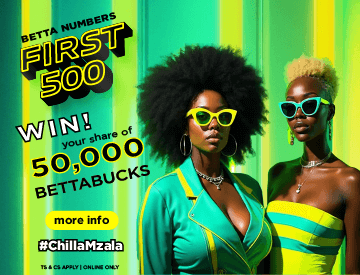 BETTA NUMBERS
FIRST
500
WIN!
your share of
50,000
BETTABUCKS
more info
#ChillaMzala
TS & CS APPLY | ONLINE ONLY